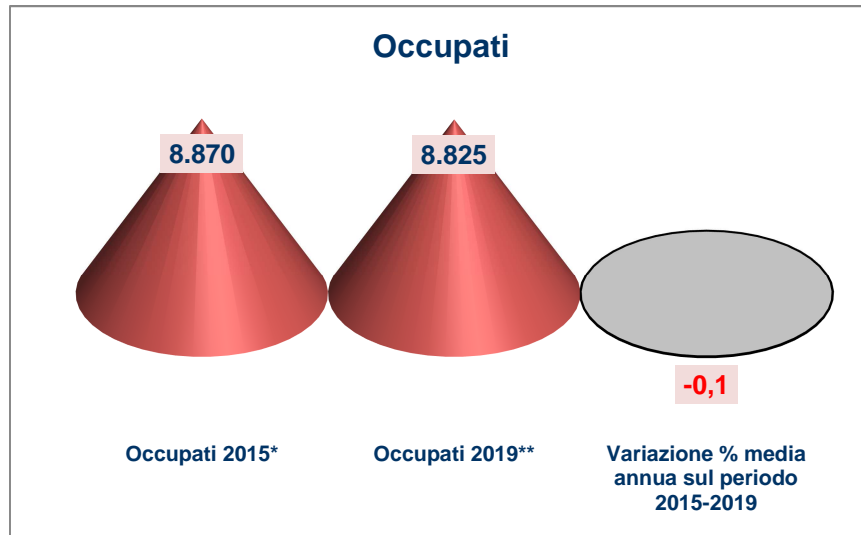 Occupati
8.870
8.825
-0,1
Occupati 2015*
Occupati 2019**
Variazione % media
annua sul periodo
2015-2019